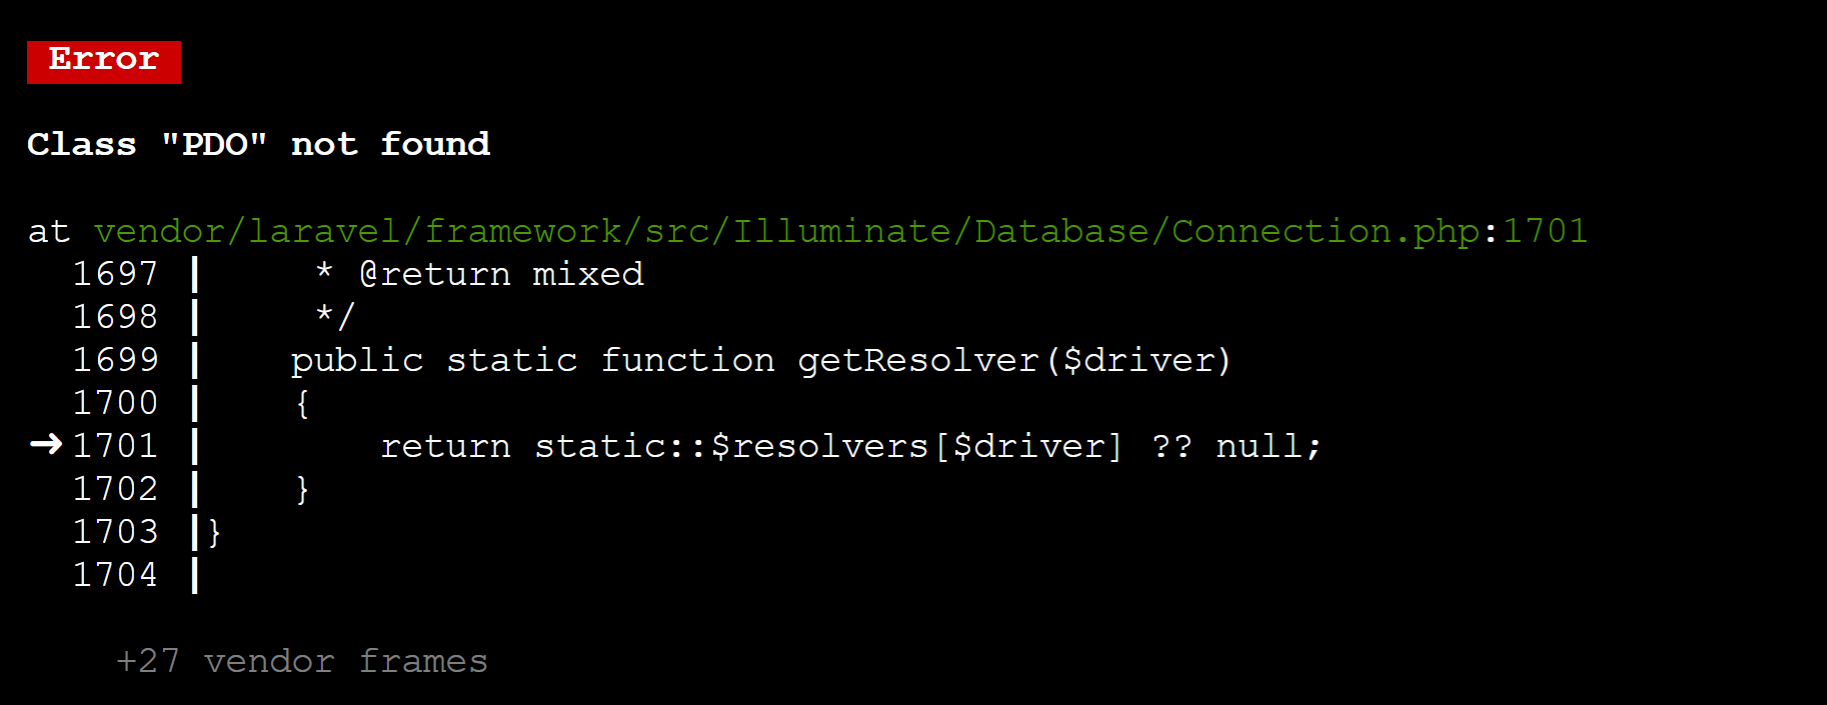 Error
Class "PDO" not found
at vendor/laravel/framework/src/Illuminate/Database/Connection.php:1701
1697 | * @return mixed
1698 | */
1699 | public static function getResolver($driver)
1700 | {
➜ 1701 | return static::$resolvers[$driver] ?? null;
1702 | }
1703 |}
1704 |
+27 vendor frames